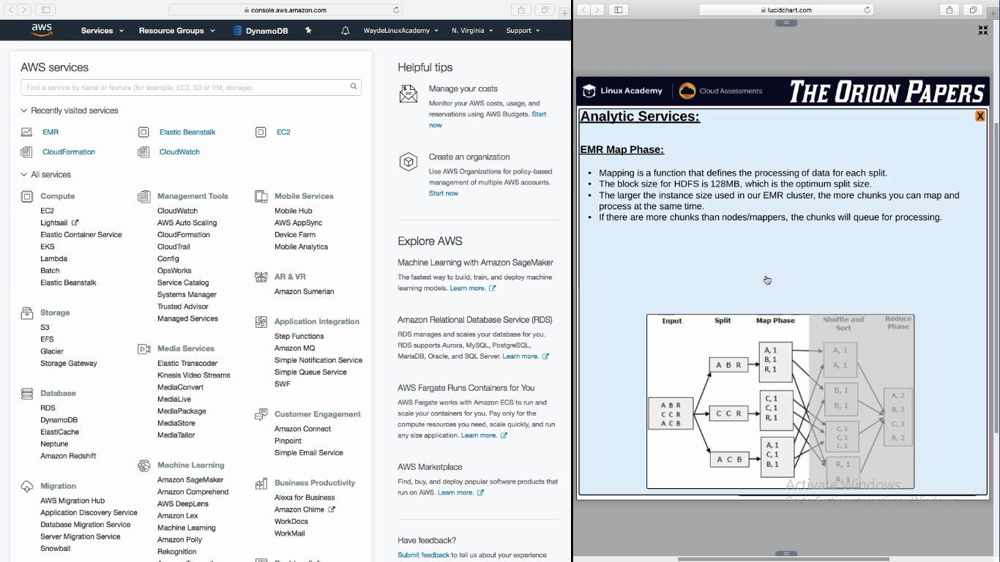 console.aws.amazon.com
aws Services Resource Groups DynamoDB WaydeLinuxAcademy N. Virginia Support
AWS services
Find a service by name or feature (for example, EC2, S3 or VM, storage).
Recently visited services
EMR Elastic Beanstalk EC2
CloudFormation CloudWatch
All services
Compute
EC2
Lightsail
Elastic Container Service
EKS
Lambda
Batch
Elastic Beanstalk
Storage
S3
EFS
Glacier
Storage Gateway
Database
RDS
DynamoDB
ElastiCache
Neptune
Amazon Redshift
Migration
AWS Migration Hub
Application Discovery Service
Database Migration Service
Server Migration Service
Snowball
Management Tools
CloudWatch
AWS Auto Scaling
CloudFormation
CloudTrail
Config
OpsWorks
Service Catalog
Systems Manager
Trusted Advisor
Managed Services
Media Services
Elastic Transcoder
Kinesis Video Streams
MediaConvert
MediaLive
MediaPackage
MediaStore
MediaTailor
Machine Learning
Amazon SageMaker
Amazon Comprehend
AWS DeepLens
Amazon Lex
Machine Learning
Amazon Polly
Rekognition
Mobile Services
Mobile Hub
AWS AppSync
Device Farm
Mobile Analytics
AR & VR
Amazon Sumerian
Application Integration
Step Functions
Amazon MQ
Simple Notification Service
Simple Queue Service
SWF
Customer Engagement
Amazon Connect
Pinpoint
Simple Email Service
Business Productivity
Alexa for Business
Amazon Chime
WorkDocs
WorkMail
Helpful tips
Manage your costs
Monitor your AWS costs, usage, and
reservations using AWS Budgets. Start
now
Create an organization
Use AWS Organizations for policy-based
management of multiple AWS accounts.
Start now
Explore AWS
Machine Learning with Amazon SageMaker
The fastest way to build, train, and deploy machine
learning models. Learn more.
Amazon Relational Database Service (RDS)
RDS manages and scales your database for you.
RDS supports Aurora, MySQL, PostgreSQL,
MariaDB, Oracle, and SQL Server. Learn more.
AWS Fargate Runs Containers for You
AWS Fargate works with Amazon ECS to run and
scale your containers for you. Pay only for the
compute resources you need, scale quickly, and run
any size application. Learn more.
AWS Marketplace
Find, buy, and deploy popular software products that
run on AWS. Learn more.
Have feedback?
Submit feedback to tell us about your experience
lucidchart.com
Linux Academy Cloud Assessments THE ORION PAPERS
Analytic Services: X
EMR Map Phase:
• Mapping is a function that defines the processing of data for each split.
• The block size for HDFS is 128MB, which is the optimum split size.
• The larger the instance size used in our EMR cluster, the more chunks you can map and
process at the same time.
• If there are more chunks than nodes/mappers, the chunks will queue for processing.
Input
A B R
C C R
A C B
Split
A B R
C C R
A C B
Map Phase
A, 1
B, 1
R, 1
C, 1
C, 1
R, 1
A, 1
C, 1
B, 1
Shuffle and
Sort
A, 1
A, 1
B, 1
B, 1
C, 1
C, 1
C, 1
R, 1
R, 1
Reduce
Phase
A, 2
B, 2
C, 3
R, 2
Activate Windows
Go to Settings to activate Windows.